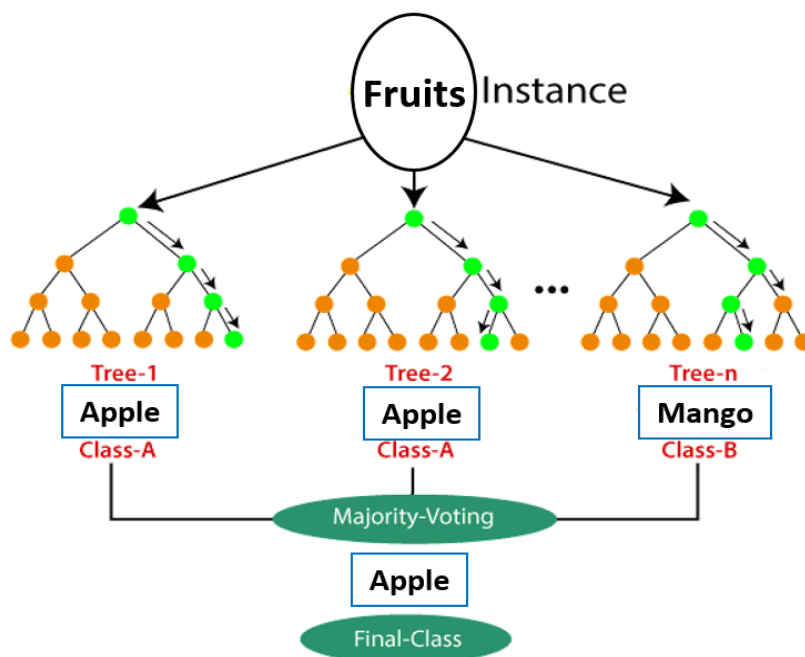 Fruits Instance
...
Tree-1 Tree-2 Tree-n
Apple Apple Mango
Class-A Class-A Class-B
Majority-Voting
Apple
Final-Class